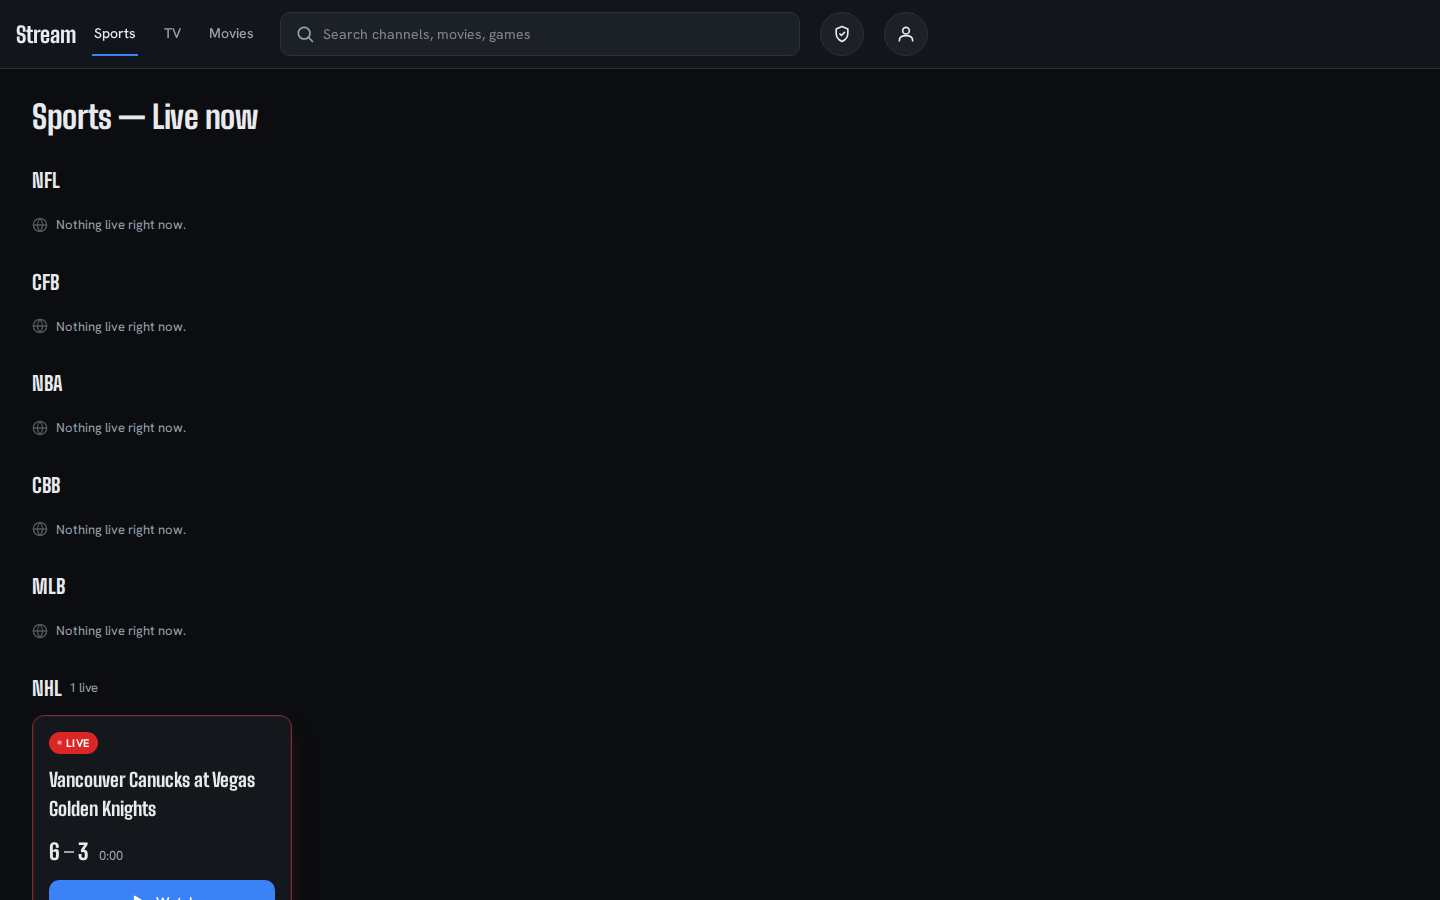 Stream
Sports
TV
Movies
Search channels, movies, games
Sports — Live now
NFL
Nothing live right now.
CFB
Nothing live right now.
NBA
Nothing live right now.
CBB
Nothing live right now.
MLB
Nothing live right now.
NHL 1 live
LIVE
Vancouver Canucks at Vegas
Golden Knights
6 – 3 0:00